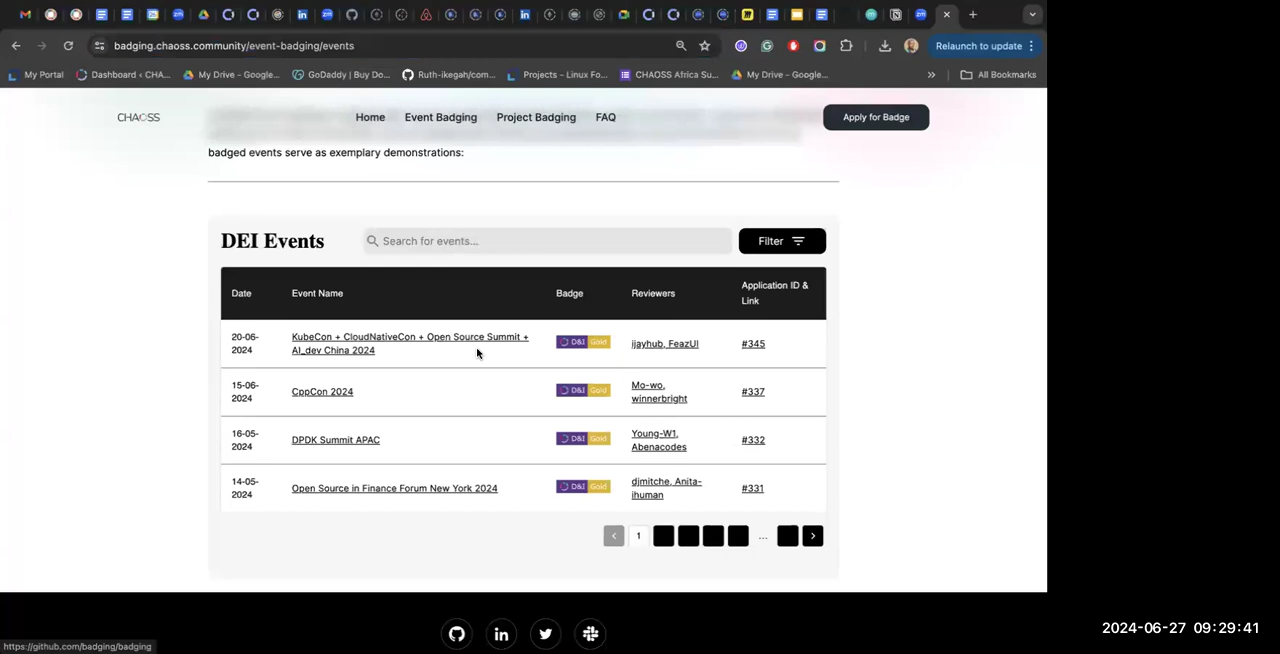 badging.chaoss.community/event-badging/events
Relaunch to update
My Portal
Dashboard ‹ CHA...
My Drive – Google...
GoDaddy | Buy Do...
Ruth-ikegah/com...
Projects - Linux Fo...
CHAOSS Africa Su...
My Drive – Google...
»
All Bookmarks
CHAOSS
Home
Event Badging
Project Badging
FAQ
Apply for Badge
badged events serve as exemplary demonstrations:
DEI Events
Search for events...
Filter
Date
Event Name
Badge
Reviewers
Application ID &
Link
20-06-
2024
KubeCon + CloudNativeCon + Open Source Summit +
AI_dev China 2024
D&I Gold
ijayhub, FeazUI
#345
15-06-
2024
CppCon 2024
D&I Gold
Mo-wo,
winnerbright
#337
16-05-
2024
DPDK Summit APAC
D&I Gold
Young-W1,
Abenacodes
#332
14-05-
2024
Open Source in Finance Forum New York 2024
D&I Gold
djmitche, Anita-
ihuman
#331
‹ 1 ... ›
https://github.com/badging/badging
2024-06-27 09:29:41